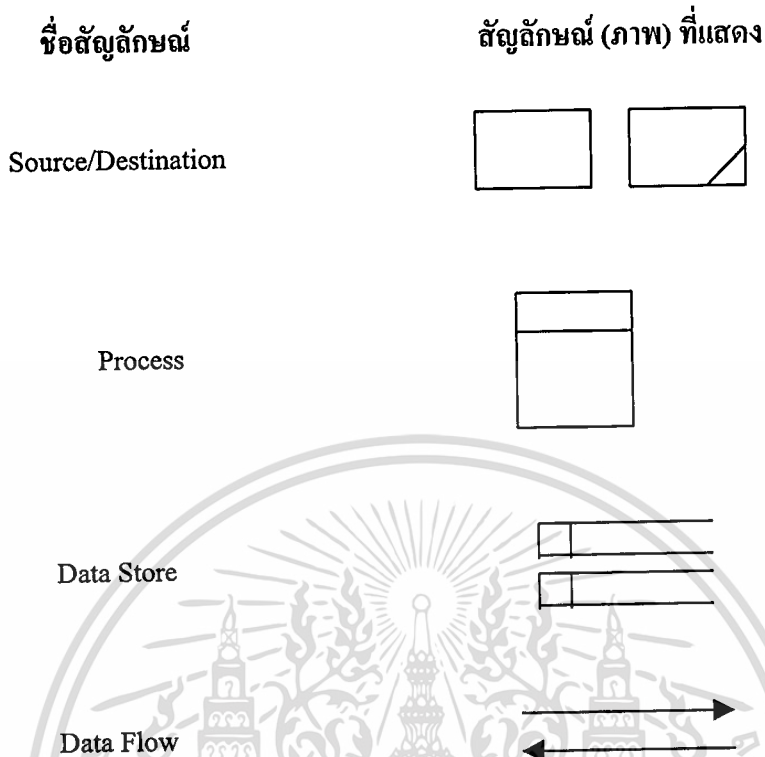 ชื่อสัญลักษณ์ สัญลักษณ์ (ภาพ) ที่แสดง
Source/Destination
Process
Data Store
Data Flow